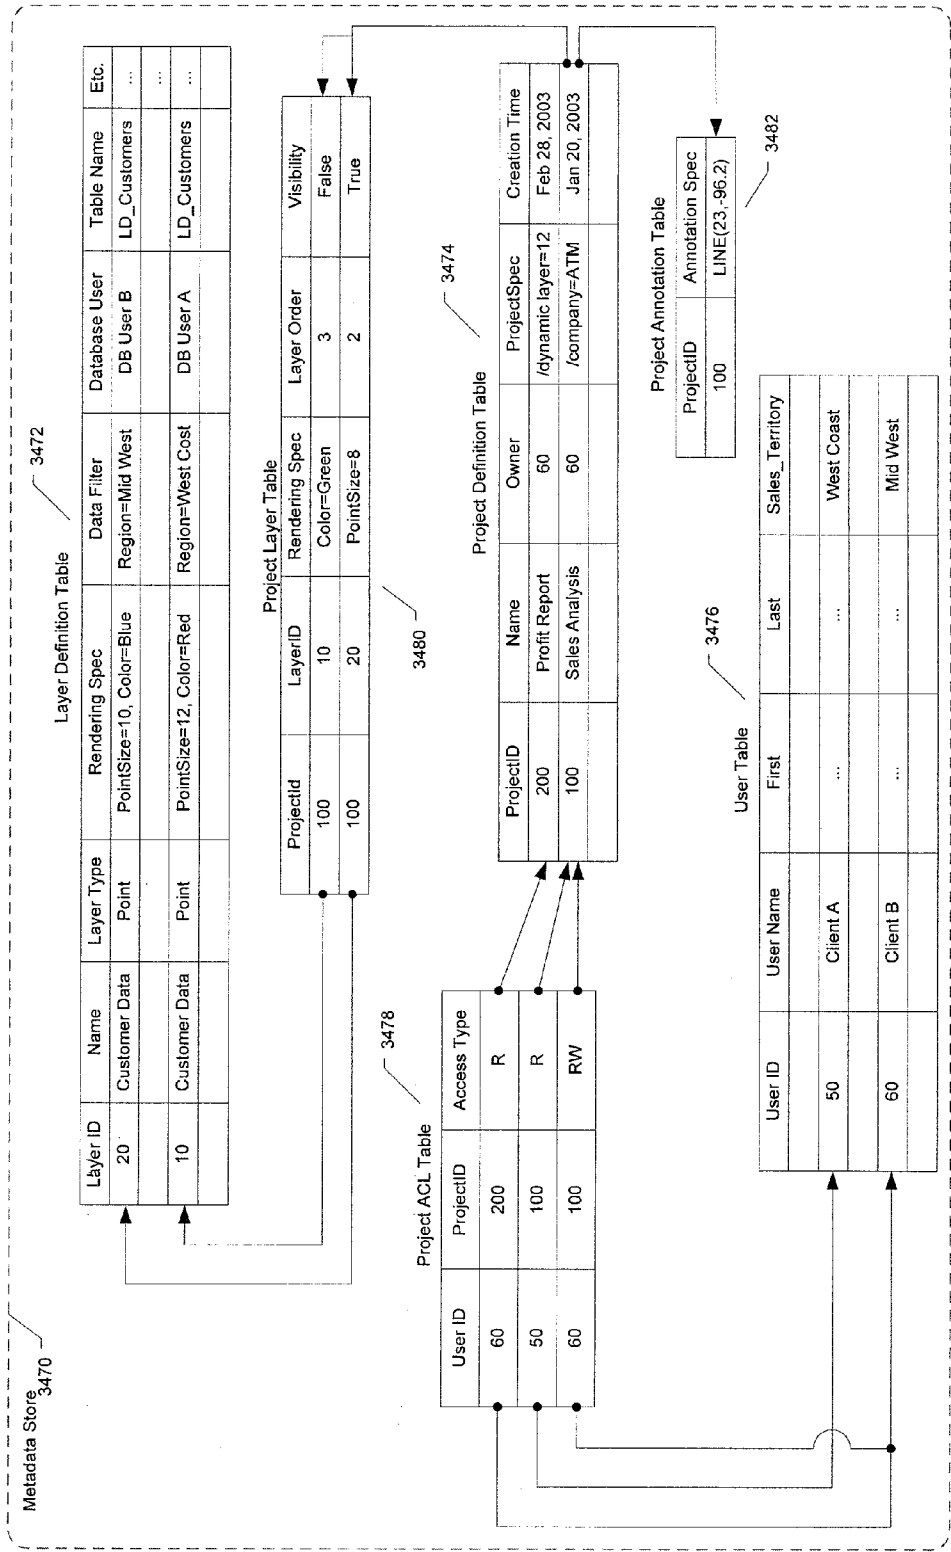 Metadata Store
3470
Layer Definition Table
3472
Layer ID Name Layer Type Rendering Spec Data Filter Database User Table Name Etc.
20 Customer Data Point PointSize=10, Color=Blue Region=Mid West DB User B LD_Customers ...
...
10 Customer Data Point PointSize=12, Color=Red Region=West Cost DB User A LD_Customers ...
Project Layer Table
ProjectId LayerID Rendering Spec Layer Order Visibility
100 10 Color=Green 3 False
100 20 PointSize=8 2 True
3480
Project ACL Table
3478
User ID ProjectID Access Type
60 200 R
50 100 R
60 100 RW
Project Definition Table
3474
ProjectID Name Owner ProjectSpec Creation Time
200 Profit Report 60 /dynamic layer=12 Feb 28, 2003
100 Sales Analysis 60 /company=ATM Jan 20, 2003
Project Annotation Table
ProjectID Annotation Spec
100 LINE(23,-96.2)
3482
User Table
3476
User ID User Name First Last Sales_Territory
50 Client A ... ... West Coast
60 Client B ... ... Mid West